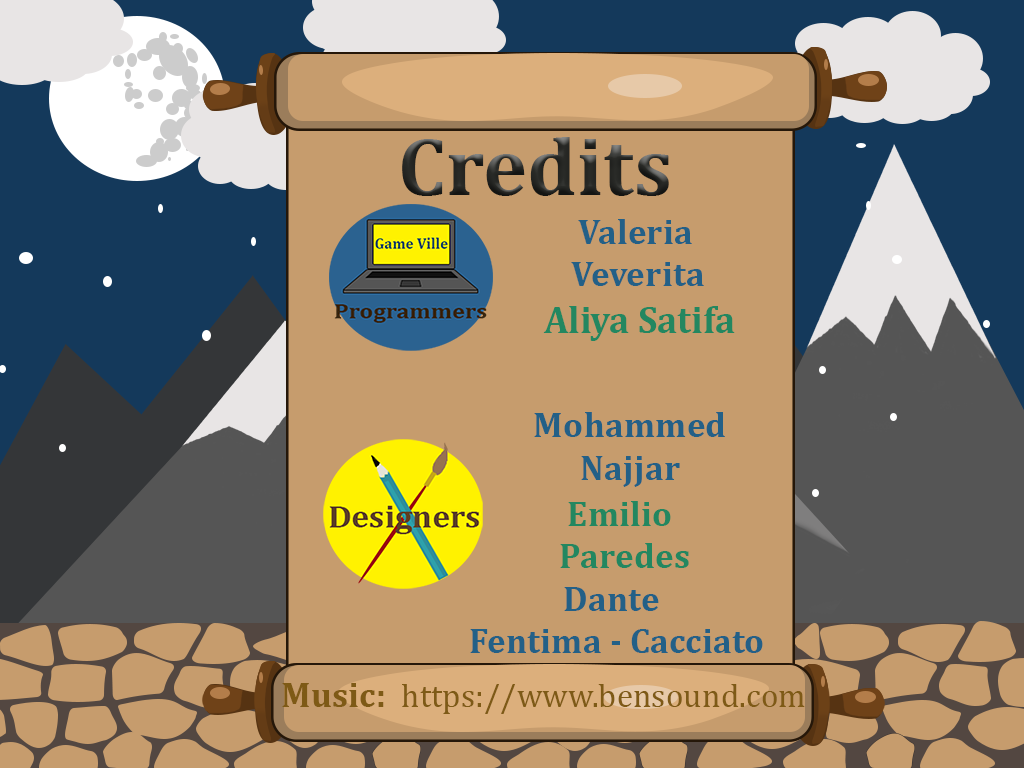 Credits
Game Ville
Programmers
Valeria
Veverita
Aliya Satifa
Designers
Mohammed
Najjar
Emilio
Paredes
Dante
Fentima - Cacciato
Music: https://www.bensound.com